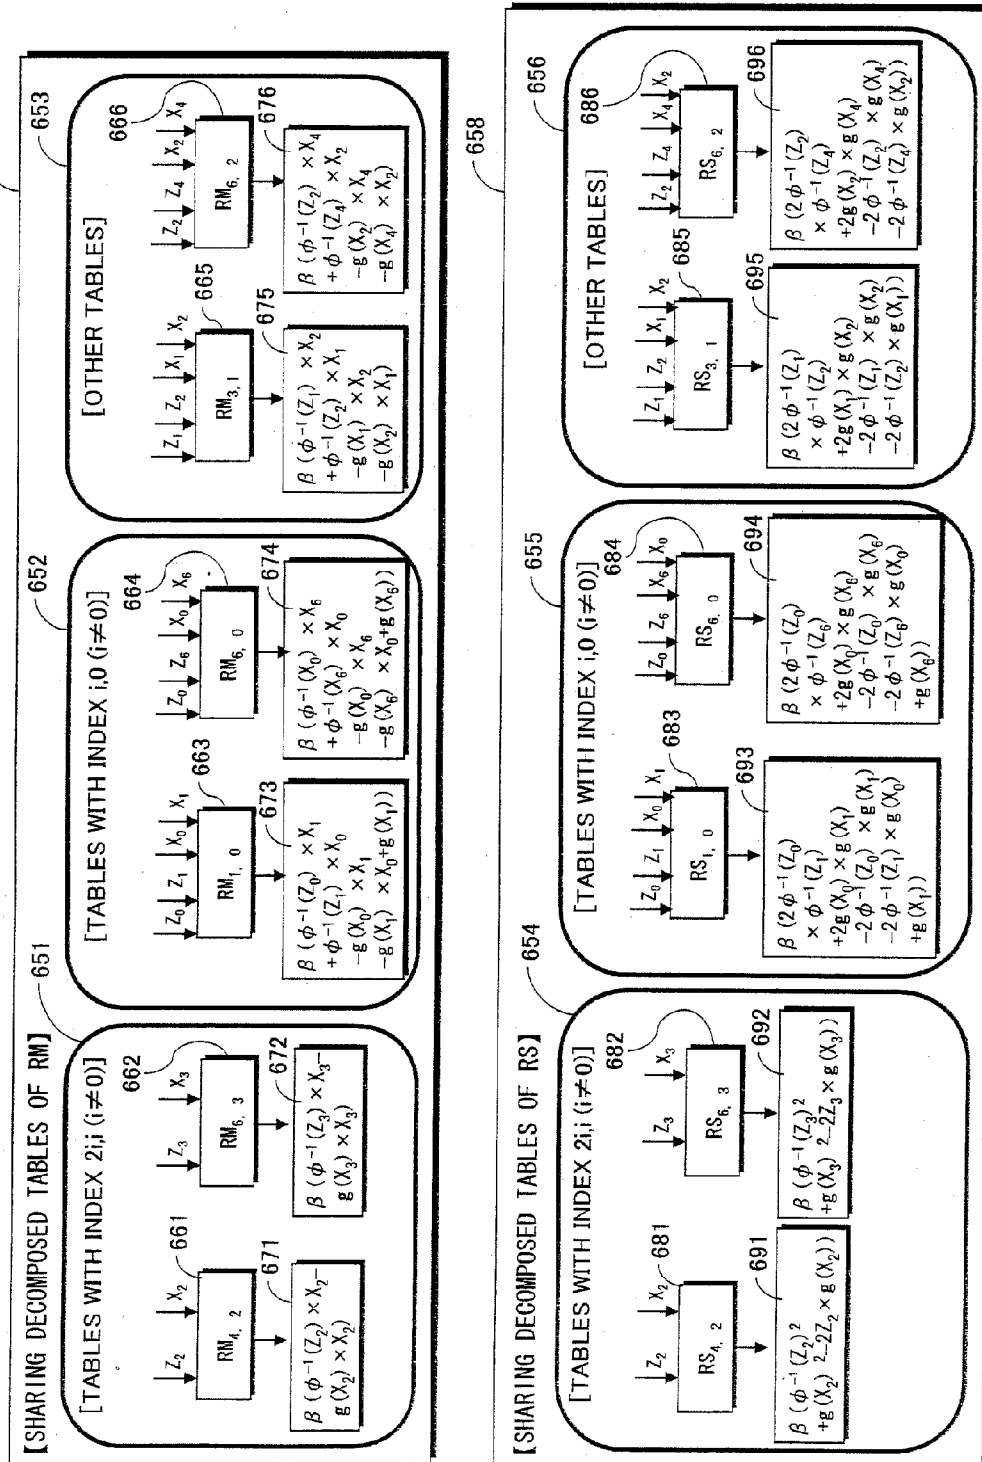 【SHARING DECOMPOSED TABLES OF RM】
[TABLES WITH INDEX 2i,i (i≠0)]
651
Z₂
X₂
661
RM₄, ₂
671
β (φ⁻¹(Z₂) × X₂−
g(X₂) × X₂)
Z₃
X₃
662
RM₆, ₃
672
β (φ⁻¹(Z₃) × X₃−
g(X₃) × X₃)
[TABLES WITH INDEX i,0 (i≠0)]
652
Z₀
Z₁
X₀
X₁
663
RM₁, ₀
673
β (φ⁻¹(Z₀) × X₁
+φ⁻¹(Z₁) × X₀
−g(X₀) × X₁
−g(X₁) × X₀+g(X₁))
Z₀
Z₆
X₀
X₆
664
RM₆, ₀
674
β (φ⁻¹(X₀) × X₆
+φ⁻¹(X₆) × X₀
−g(X₀) × X₆
−g(X₆) × X₀+g(X₆))
[OTHER TABLES]
653
Z₁
Z₂
X₁
X₂
665
RM₃, ₁
675
β (φ⁻¹(Z₁) × X₂
+φ⁻¹(Z₂) × X₁
−g(X₁) × X₂
−g(X₂) × X₁)
Z₂
Z₄
X₂
X₄
666
RM₆, ₂
676
β (φ⁻¹(Z₂) × X₄
+φ⁻¹(Z₄) × X₂
−g(X₂) × X₄
−g(X₄) × X₂)
658
【SHARING DECOMPOSED TABLES OF RS】
[TABLES WITH INDEX 2i,i (i≠0)]
654
Z₂
X₂
681
RS₄, ₂
691
β (φ⁻¹(Z₂)²
+g(X₂)²−2Z₂ × g(X₂))
Z₃
X₃
682
RS₆, ₃
692
β (φ⁻¹(Z₃)²
+g(X₃)²−2Z₃ × g(X₃))
[TABLES WITH INDEX i,0 (i≠0)]
655
Z₀
Z₁
X₀
X₁
683
RS₁, ₀
693
β (2φ⁻¹(Z₀)
× φ⁻¹(Z₁)
+2g(X₀) × g(X₁)
−2φ⁻¹(Z₀) × g(X₁)
−2φ⁻¹(Z₁) × g(X₀)
+g(X₁))
Z₀
Z₆
X₆
X₀
684
RS₆, ₀
694
β (2φ⁻¹(Z₀)
× φ⁻¹(Z₆)
+2g(X₀) × g(X₆)
−2φ⁻¹(Z₀) × g(X₆)
−2φ⁻¹(Z₆) × g(X₀)
+g(X₆))
[OTHER TABLES]
656
Z₁
Z₂
X₁
X₂
685
RS₃, ₁
695
β (2φ⁻¹(Z₁)
× φ⁻¹(Z₂)
+2g(X₁) × g(X₂)
−2φ⁻¹(Z₁) × g(X₂)
−2φ⁻¹(Z₂) × g(X₁))
Z₂
Z₄
X₄
X₂
686
RS₆, ₂
696
β (2φ⁻¹(Z₂)
× φ⁻¹(Z₄)
+2g(X₂) × g(X₄)
−2φ⁻¹(Z₂) × g(X₄)
−2φ⁻¹(Z₄) × g(X₂))